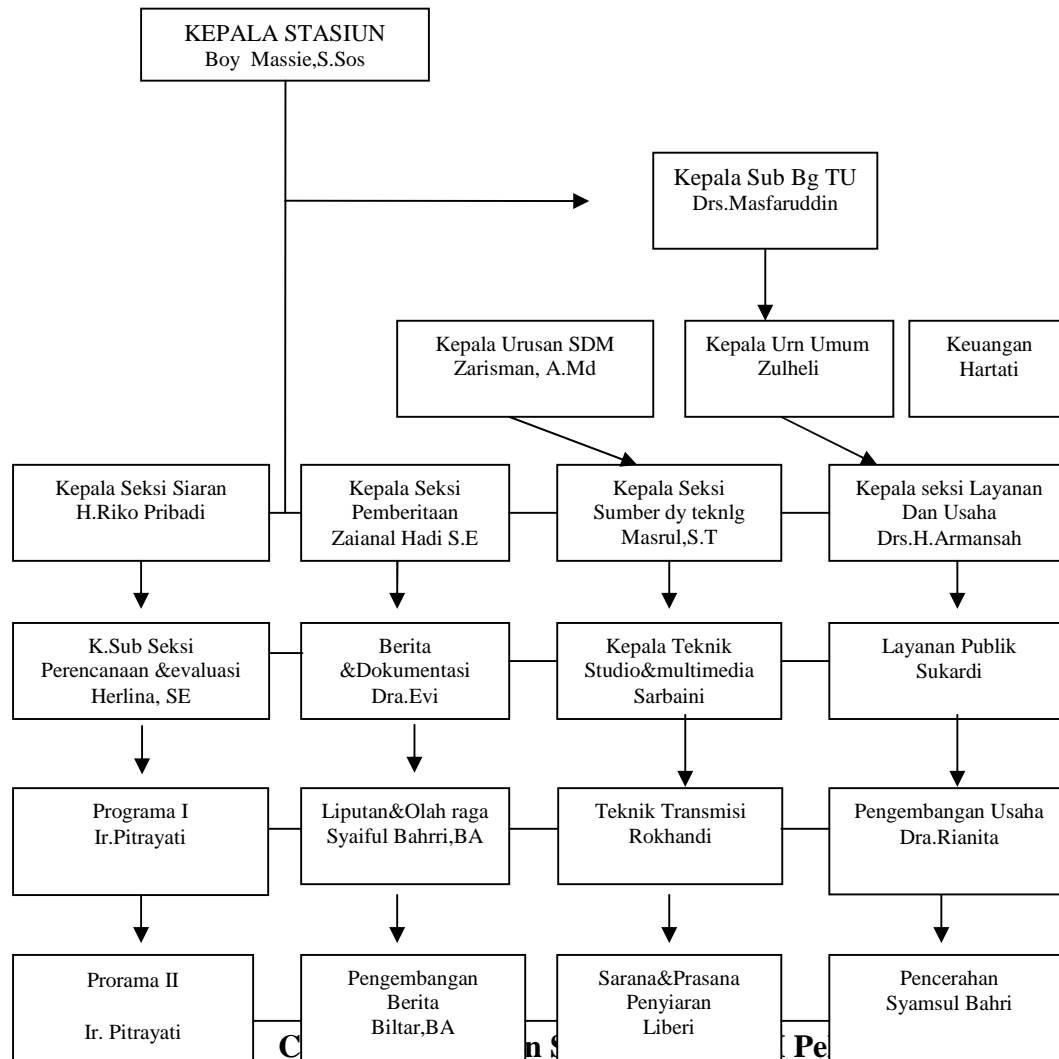 KEPALA STASIUN
Boy Massie,S.Sos
Kepala Sub Bg TU
Drs.Masfaruddin
Kepala Urusan SDM
Zarisman, A.Md
Kepala Urn Umum
Zulheli
Keuangan
Hartati
Kepala Seksi Siaran
H.Riko Pribadi
Kepala Seksi
Pemberitaan
Zaianal Hadi S.E
Kepala Seksi
Sumber dy teknlg
Masrul,S.T
Kepala seksi Layanan
Dan Usaha
Drs.H.Armansah
K.Sub Seksi
Perencanaan &evaluasi
Herlina, SE
Berita
&Dokumentasi
Dra.Evi
Kepala Teknik
Studio&multimedia
Sarbaini
Layanan Publik
Sukardi
Programa I
Ir.Pitrayati
Liputan&Olah raga
Syaiful Bahrri,BA
Teknik Transmisi
Rokhandi
Pengembangan Usaha
Dra.Rianita
Prorama II
Ir. Pitrayati
Pengembangan
Berita
Biltar,BA
Sarana&Prasana
Penyiaran
Liberi
Pencerahan
Syamsul Bahri